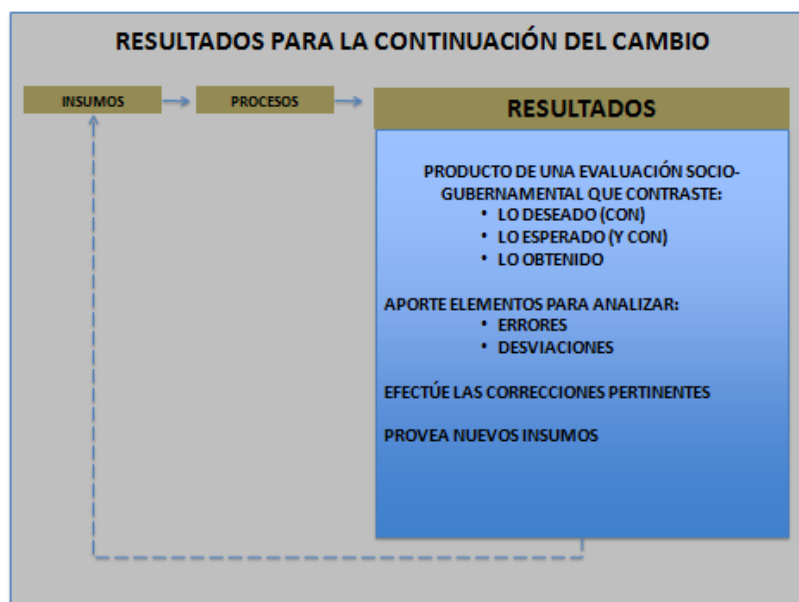 RESULTADOS PARA LA CONTINUACIÓN DEL CAMBIO
INSUMOS
PROCESOS
RESULTADOS
PRODUCTO DE UNA EVALUACIÓN SOCIO-
GUBERNAMENTAL QUE CONTRASTE:
• LO DESEADO (CON)
• LO ESPERADO (Y CON)
• LO OBTENIDO
APORTE ELEMENTOS PARA ANALIZAR:
• ERRORES
• DESVIACIONES
EFECTÚE LAS CORRECCIONES PERTINENTES
PROVEA NUEVOS INSUMOS